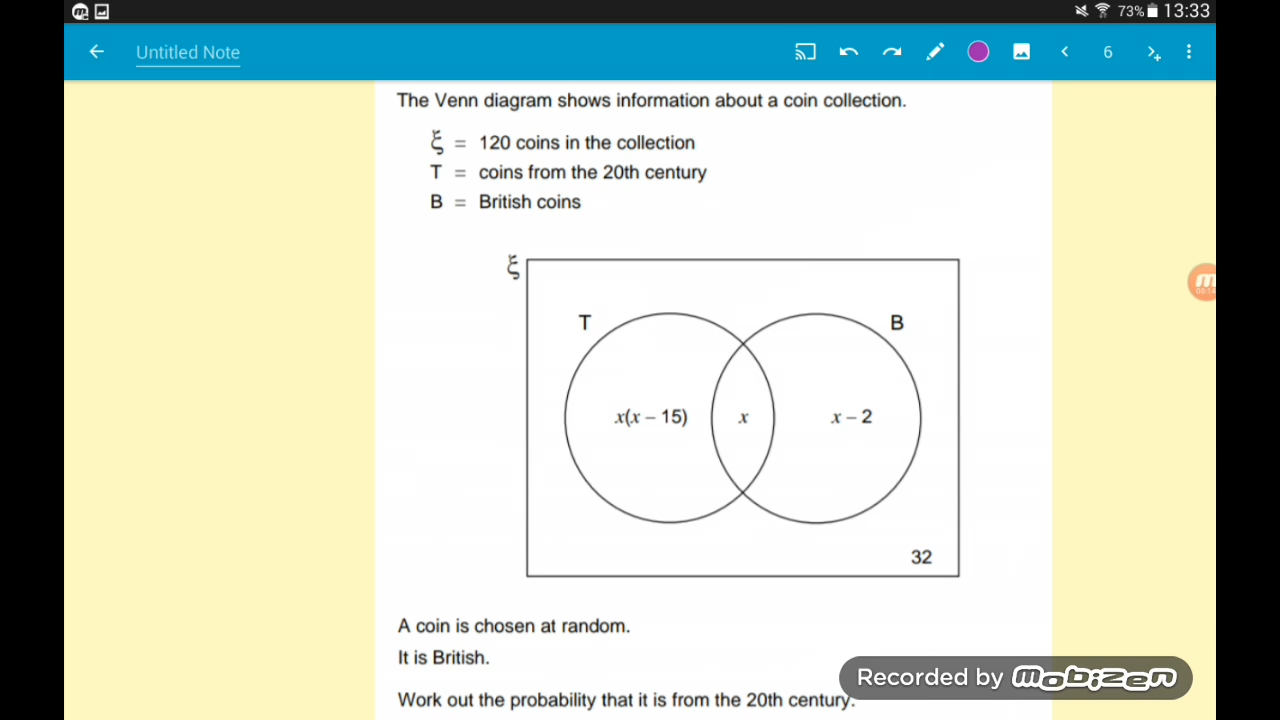 73% 13:33
Untitled Note 6
The Venn diagram shows information about a coin collection.
ξ = 120 coins in the collection
T = coins from the 20th century
B = British coins
ξ
T B
x(x – 15) x x – 2
32
A coin is chosen at random.
It is British.
Recorded by mobizen
Work out the probability that it is from the 20th century.